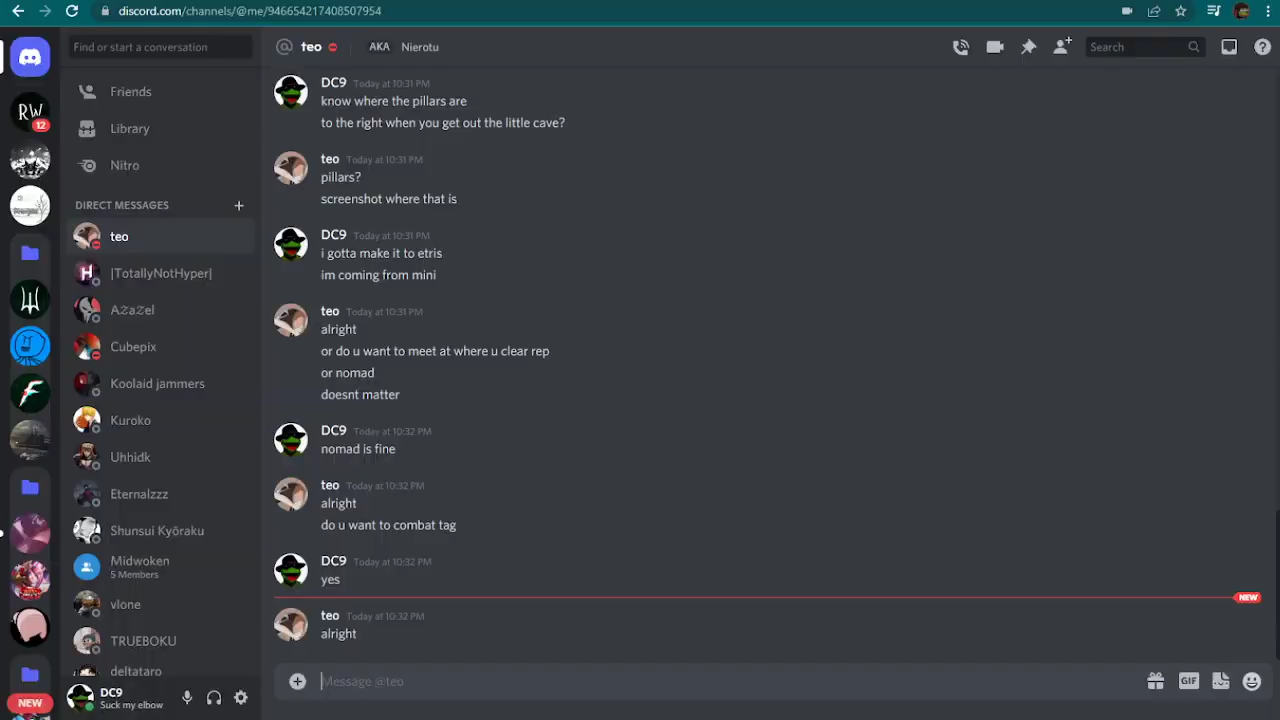 discord.com/channels/@me/946654217408507954
Find or start a conversation
@ teo AKA Nierotu
Search
RW
12
Friends
Library
Nitro
DIRECT MESSAGES +
teo
|TotallyNotHyper|
AƵaƵel
Cubepix
Koolaid jammers
Kuroko
Uhhidk
Eternalzzz
Shunsui Kyōraku
Midwoken
5 Members
vlone
TRUEBOKU
deltataro
NEW
DC9
Suck my elbow
DC9 Today at 10:31 PM
know where the pillars are
to the right when you get out the little cave?
teo Today at 10:31 PM
pillars?
screenshot where that is
DC9 Today at 10:31 PM
i gotta make it to etris
im coming from mini
teo Today at 10:31 PM
alright
or do u want to meet at where u clear rep
or nomad
doesnt matter
DC9 Today at 10:32 PM
nomad is fine
teo Today at 10:32 PM
alright
do u want to combat tag
DC9 Today at 10:32 PM
yes
NEW
teo Today at 10:32 PM
alright
Message @teo
GIF